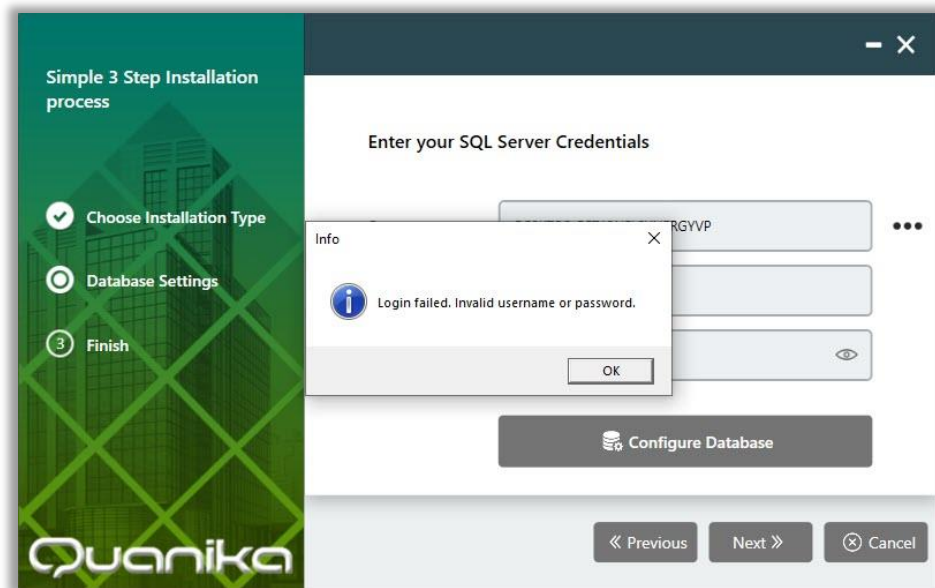 Simple 3 Step Installation
process
Choose Installation Type
Database Settings
3 Finish
Quanika
Enter your SQL Server Credentials
Info
Login failed. Invalid username or password.
OK
Configure Database
Previous
Next
Cancel